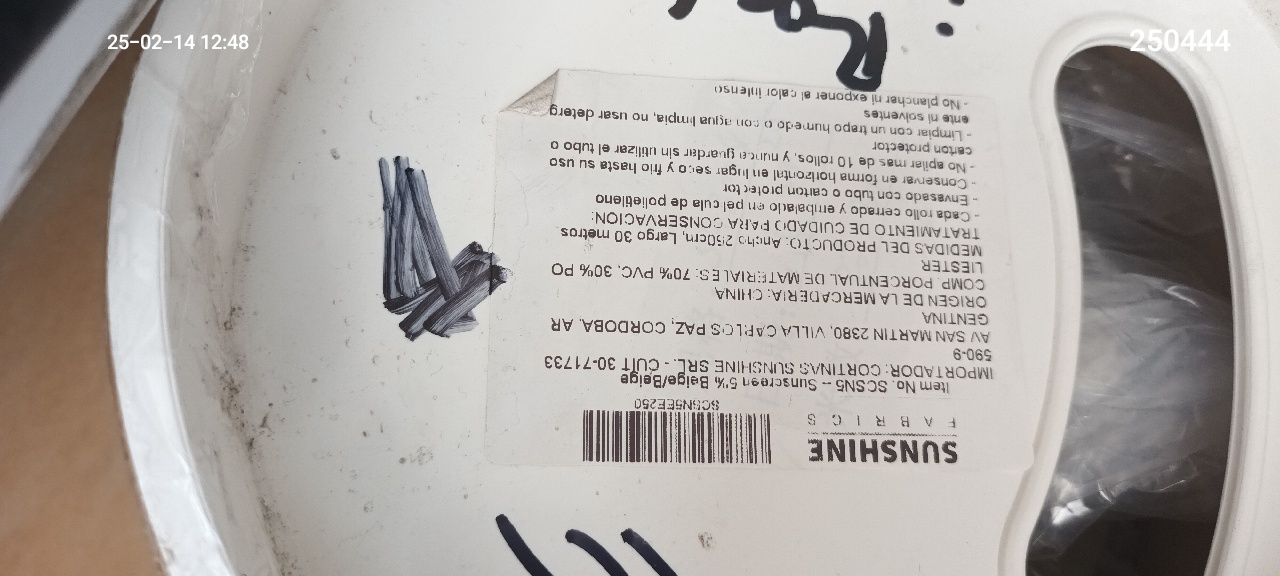 25-02-14 12:48
250444
SUNSHINE
FABRICS
SCSN5EE250
Item No. SCSN5 -- Sunscreen 5% Beige/Beige
IMPORTADOR: CORTINAS SUNSHINE SRL. - CUIT 30-71733
590-9
AV SAN MARTIN 2380, VILLA CARLOS PAZ, CORDOBA, AR
GENTINA
ORIGEN DE LA MERCADERIA: CHINA
COMP. PORCENTUAL DE MATERIALES: 70% PVC, 30% PO
LIESTER
MEDIDAS DEL PRODUCTO: Ancho 250cm, Largo 30 metros
TRATAMIENTO DE CUIDADO PARA CONSERVACION:
- Cada rollo cerrado y embalado en pelicula de polietileno
- Envasado con tubo o carton protector
- Conservar en forma horizontal en lugar seco y frio hasta su uso
- No apilar mas de 10 rollos, y nunca guardar sin utilizar el tubo o
carton protector
- Limpiar con un trapo humedo o con agua limpia, no usar deterg
ente ni solventes
- No planchar ni exponer al calor intenso